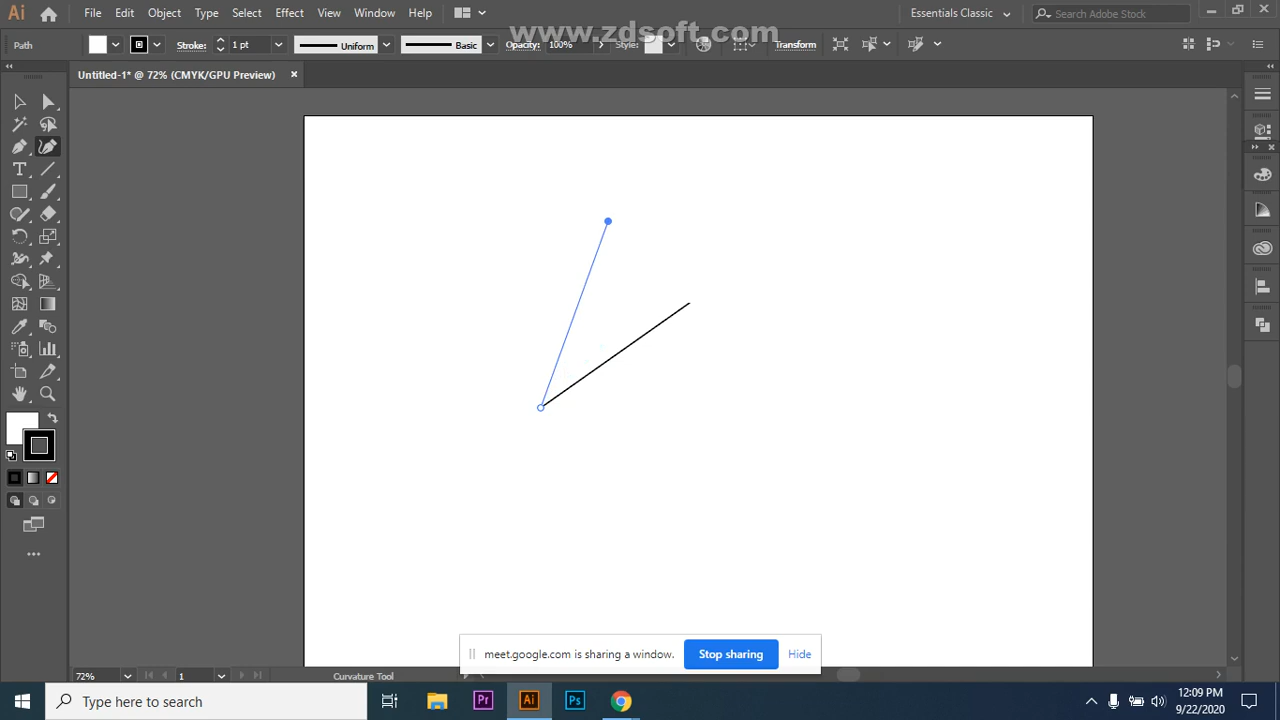 Ai File Edit Object Type Select Effect View Window Help Essentials Classic Search Adobe Stock
www.zdsoft.com
Path Stroke: 1 pt Uniform Basic Opacity: 100% Style: Transform
Untitled-1* @ 72% (CMYK/GPU Preview)
meet.google.com is sharing a window. Stop sharing Hide
72% 1 Curvature Tool
Type here to search Pr Ai Ps
12:09 PM
9/22/2020